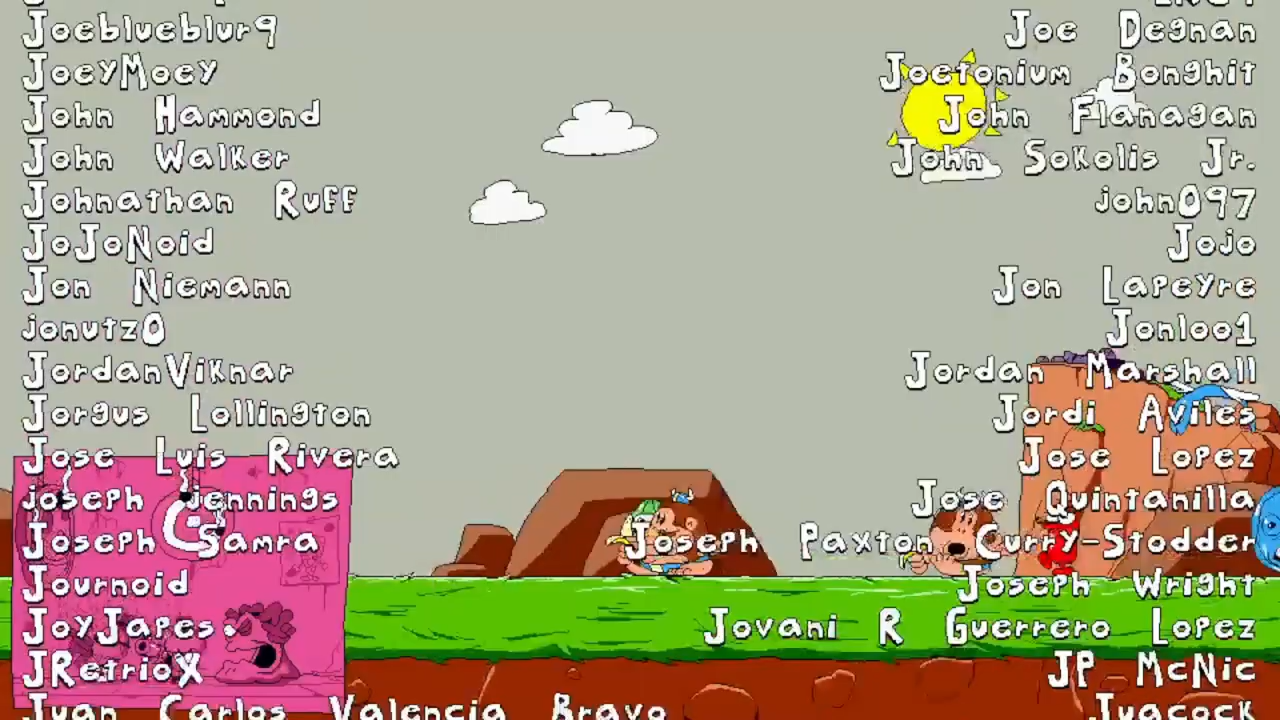 Joeblueblur9
Joe Degnan
JoeyMoey
Joetonium Bonghit
John Hammond
John Flanagan
John Walker
John Sokolis Jr.
Johnathan Ruff
john097
JoJoNoid
Jojo
Jon Niemann
Jon Lapeyre
jonutz0
Jonloo1
JordanViknar
Jordan Marshall
Jorgus Lollington
Jordi Aviles
Jose Luis Rivera
Jose Lopez
joseph jennings
Jose Quintanilla
Joseph Samra
Joseph Paxton Curry-Stodder
Journoid
Joseph Wright
JoyJapes
Jovani R Guerrero Lopez
JRetrioX
JP McNic
Juan Carlos Valencia Bravo
Juacock